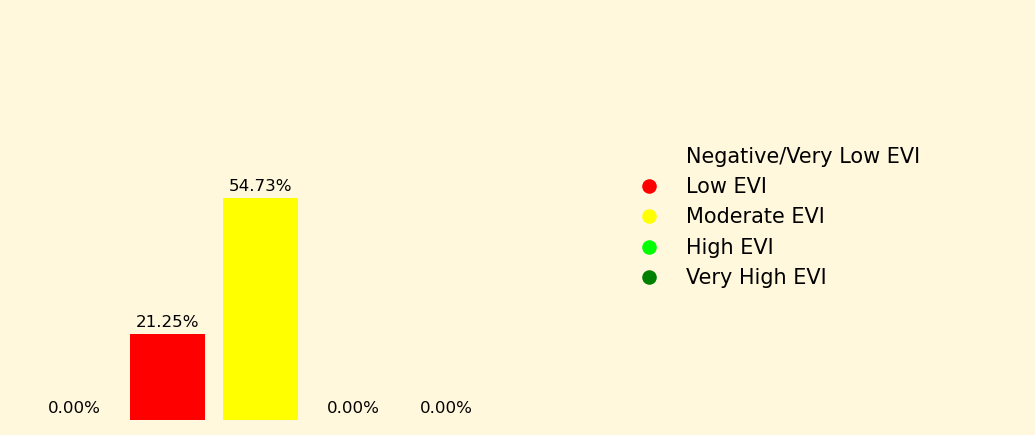 54.73%
21.25%
0.00%
0.00%
0.00%
Negative/Very Low EVI
Low EVI
Moderate EVI
High EVI
Very High EVI